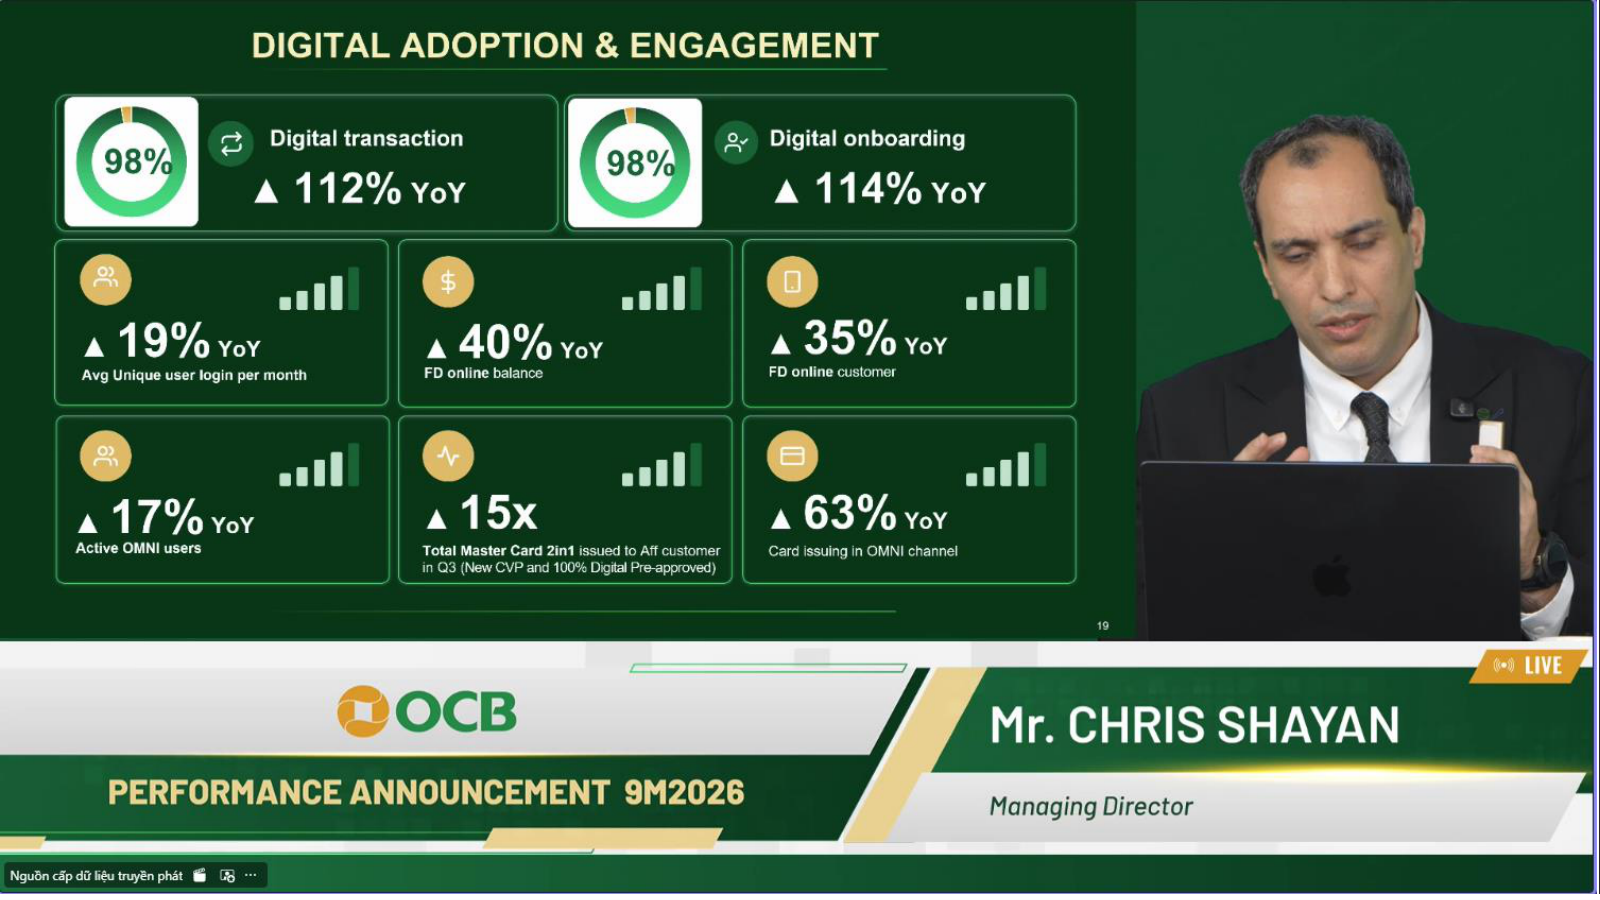 DIGITAL ADOPTION & ENGAGEMENT
98%
Digital transaction
▲ 112% YoY
98%
Digital onboarding
▲ 114% YoY
▲ 19% YoY
Avg Unique user login per month
▲ 40% YoY
FD online balance
▲ 35% YoY
FD online customer
▲ 17% YoY
Active OMNI users
▲ 15x
Total Master Card 2in1 issued to Aff customer
in Q3 (New CVP and 100% Digital Pre-approved)
▲ 63% YoY
Card issuing in OMNI channel
19
LIVE
OCB
Mr. CHRIS SHAYAN
PERFORMANCE ANNOUNCEMENT 9M2026
Managing Director
Nguồn cấp dữ liệu truyền phát